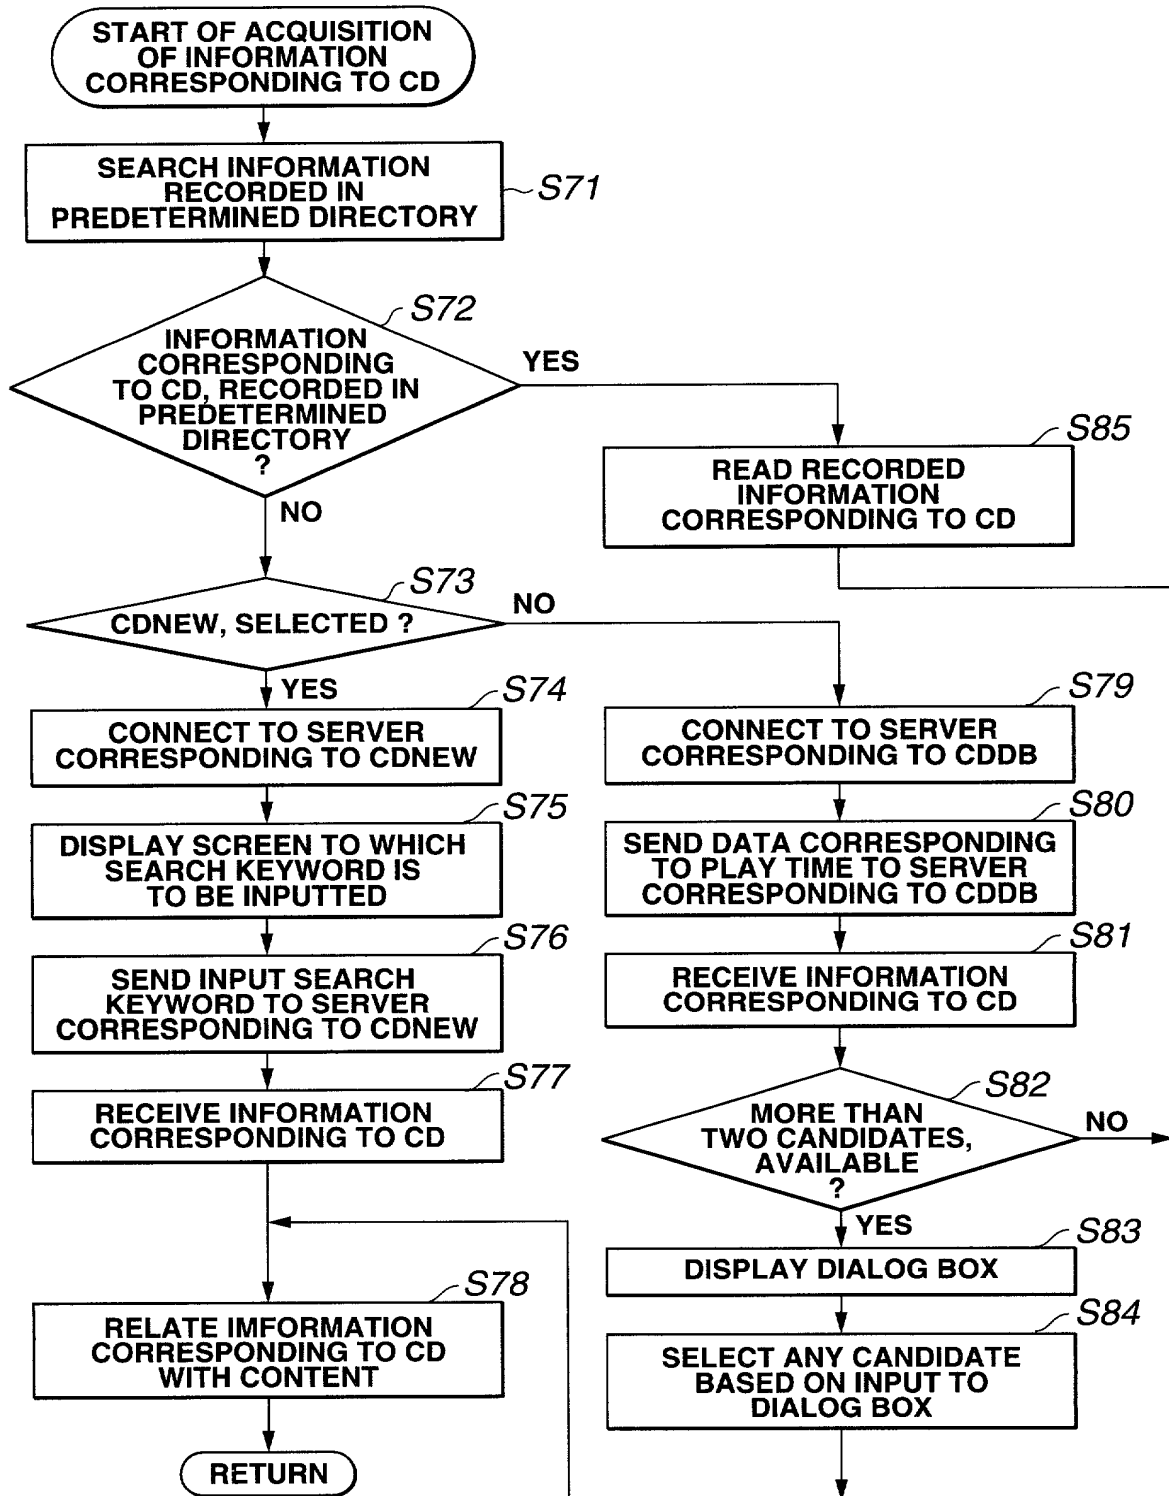 START OF ACQUISITION
OF INFORMATION
CORRESPONDING TO CD
SEARCH INFORMATION
RECORDED IN
PREDETERMINED DIRECTORY
S71
S72
INFORMATION
CORRESPONDING
TO CD, RECORDED IN
PREDETERMINED
DIRECTORY
?
YES
NO
S85
READ RECORDED
INFORMATION
CORRESPONDING TO CD
S73
CDNEW, SELECTED ?
NO
YES
S74
CONNECT TO SERVER
CORRESPONDING TO CDNEW
S75
DISPLAY SCREEN TO WHICH
SEARCH KEYWORD IS
TO BE INPUTTED
S76
SEND INPUT SEARCH
KEYWORD TO SERVER
CORRESPONDING TO CDNEW
S77
RECEIVE INFORMATION
CORRESPONDING TO CD
S78
RELATE IMFORMATION
CORRESPONDING TO CD
WITH CONTENT
RETURN
S79
CONNECT TO SERVER
CORRESPONDING TO CDDB
S80
SEND DATA CORRESPONDING
TO PLAY TIME TO SERVER
CORRESPONDING TO CDDB
S81
RECEIVE INFORMATION
CORRESPONDING TO CD
S82
MORE THAN
TWO CANDIDATES,
AVAILABLE
?
NO
YES
S83
DISPLAY DIALOG BOX
S84
SELECT ANY CANDIDATE
BASED ON INPUT TO
DIALOG BOX